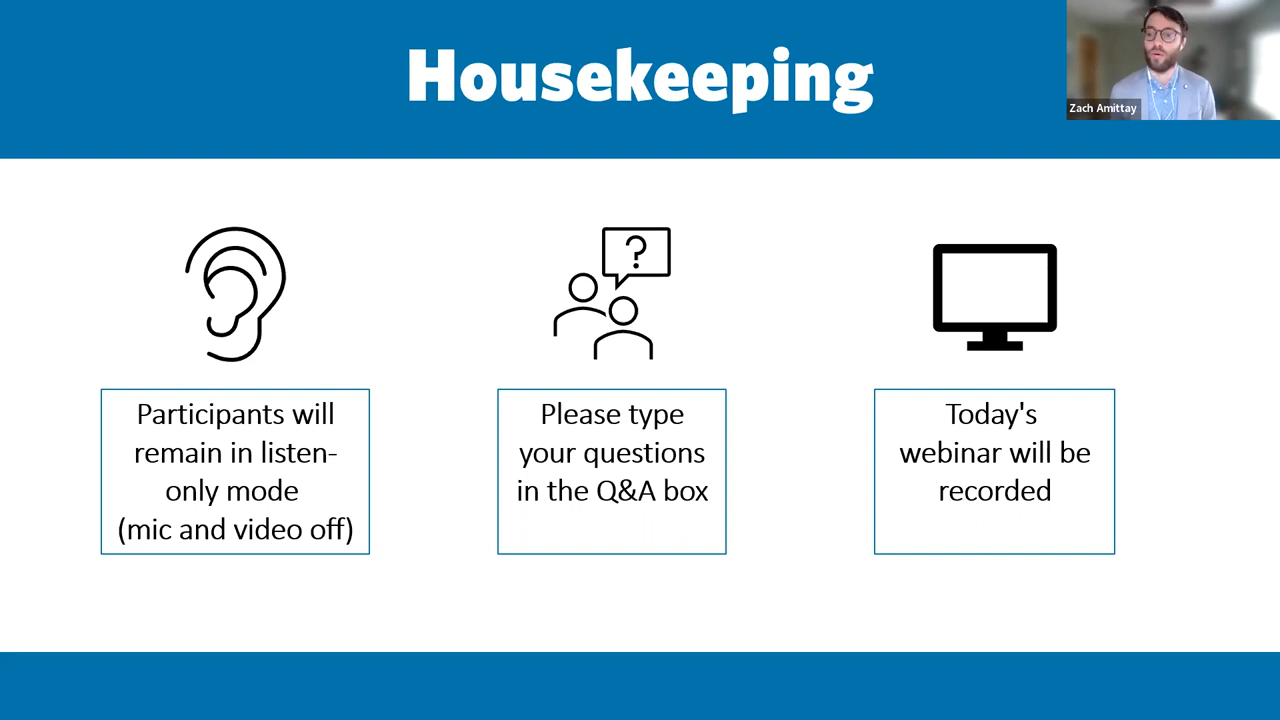 Housekeeping
Zach Amittay
?
Participants will
remain in listen-
only mode
(mic and video off)
Please type
your questions
in the Q&A box
Today's
webinar will be
recorded